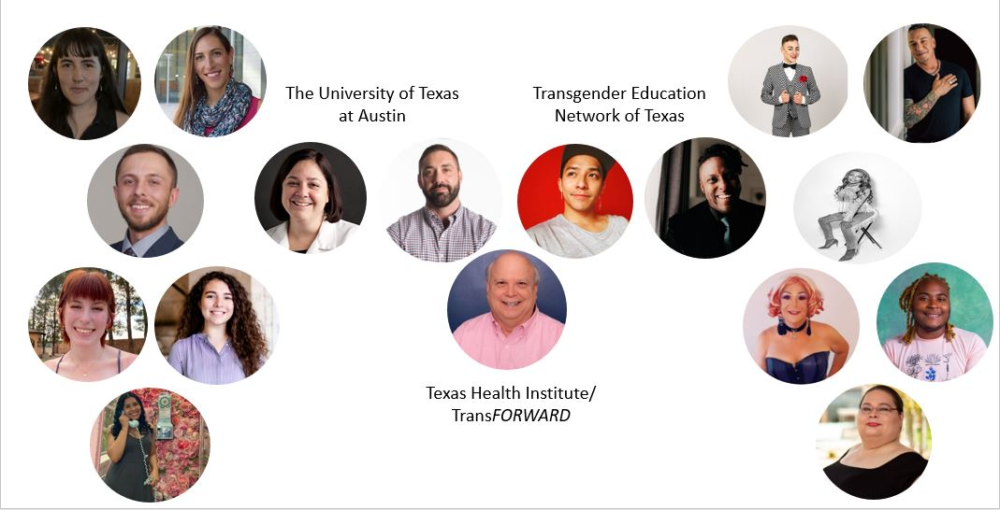 The University of Texas
at Austin
Transgender Education
Network of Texas
Texas Health Institute/
TransFORWARD